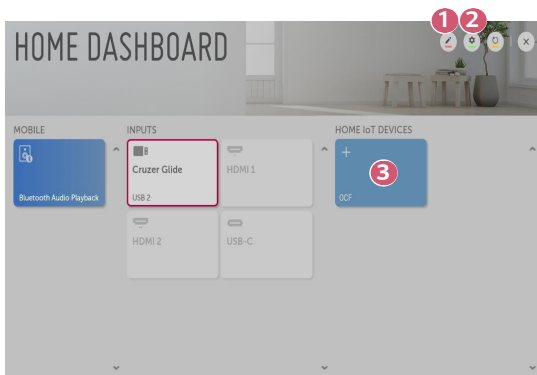 1 2
HOME DASHBOARD
MOBILE
INPUTS
HOME IoT DEVICES
Cruzer Glide
HDMI 1
3
Bluetooth Audio Playback
USB 2
OCF
HDMI 2
USB-C